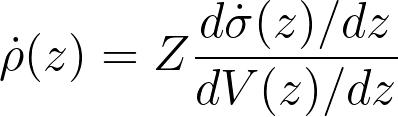 ρ̇(z) = Z dσ̇(z)/dz / dV(z)/dz